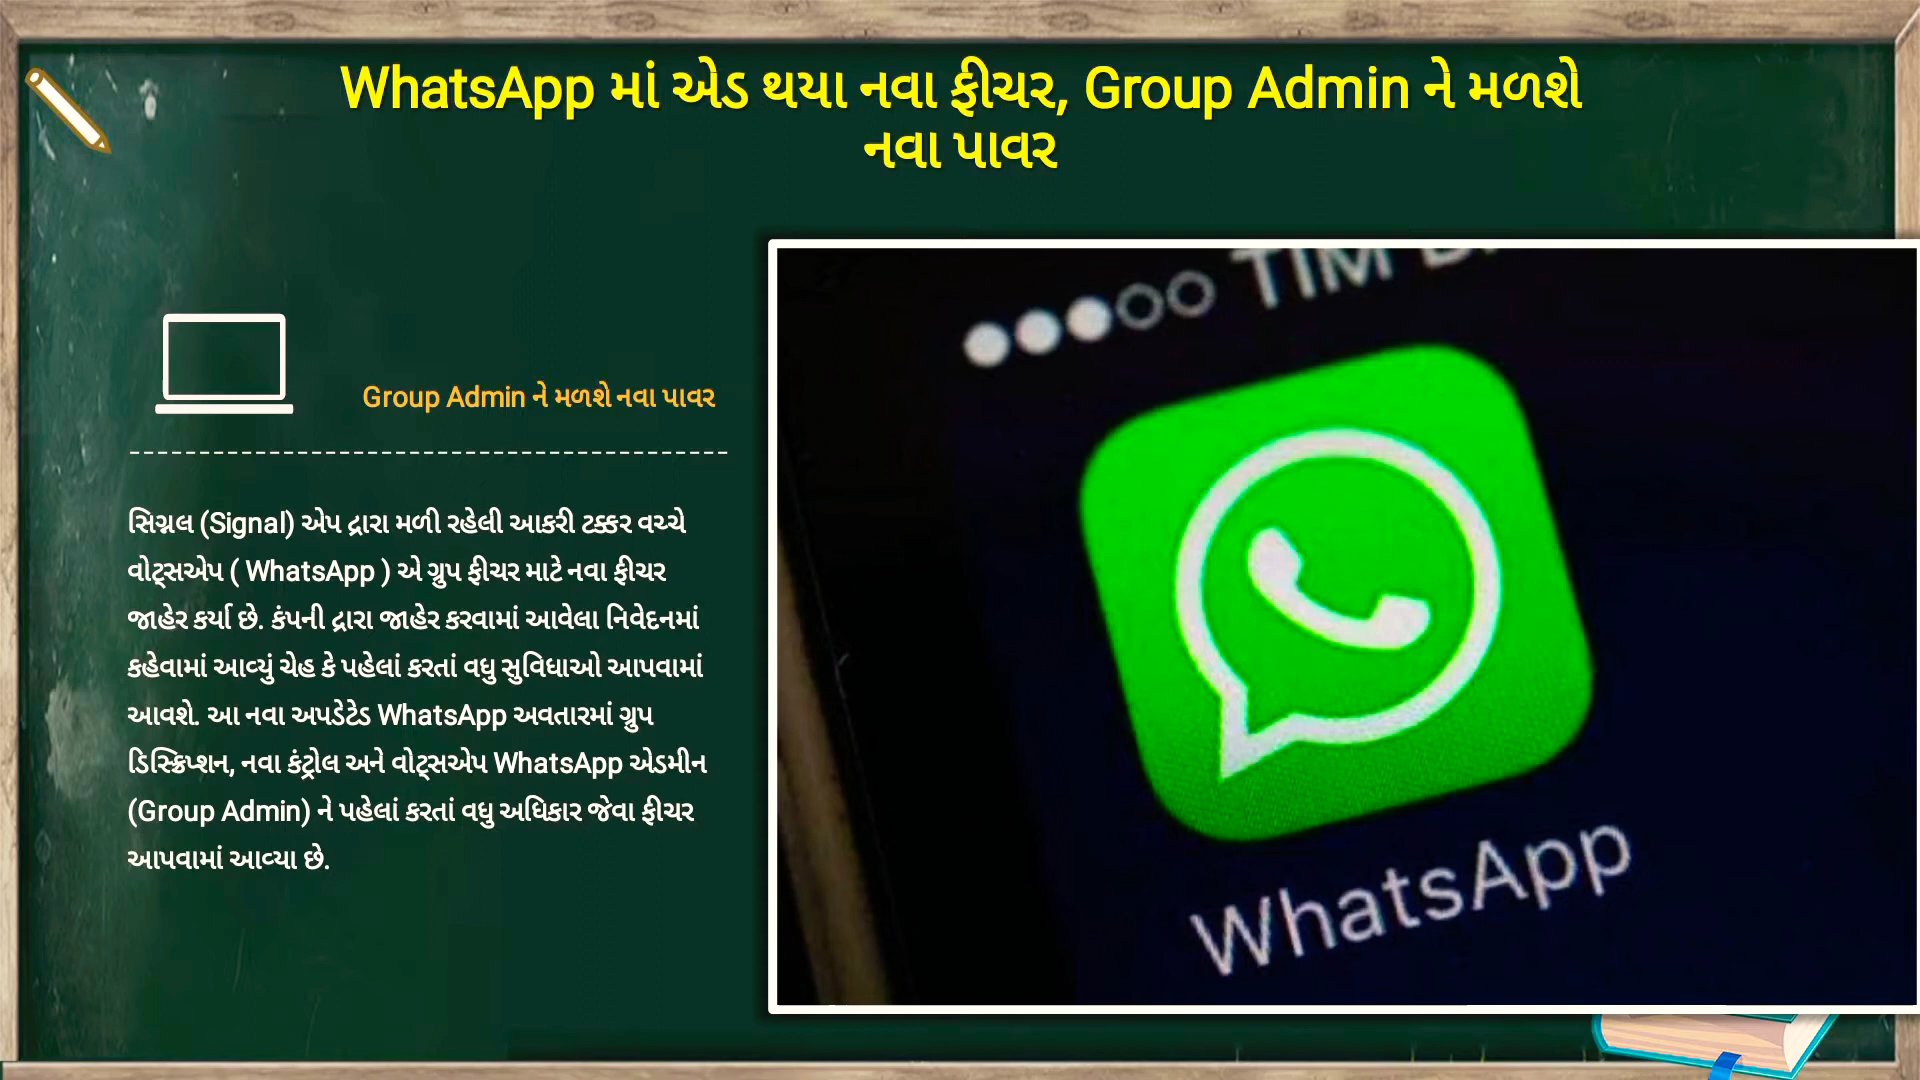 WhatsApp માં એડ થયા નવા ફીચર, Group Admin ને મળશે
નવા પાવર
Group Admin ને મળશે નવા પાવર
સિગ્નલ (Signal) એપ દ્રારા મળી રહેલી આકરી ટક્કર વચ્ચે
વોટ્સએપ ( WhatsApp ) એ ગ્રુપ ફીચર માટે નવા ફીચર
જાહેર કર્યા છે. કંપની દ્રારા જાહેર કરવામાં આવેલા નિવેદનમાં
કહેવામાં આવ્યું ચેહ કે પહેલાં કરતાં વધુ સુવિધાઓ આપવામાં
આવશે. આ નવા અપડેટેડ WhatsApp અવતારમાં ગ્રુપ
ડિસ્ક્રિપ્શન, નવા કંટ્રોલ અને વોટ્સએપ WhatsApp એડમીન
(Group Admin) ને પહેલાં કરતાં વધુ અધિકાર જેવા ફીચર
આપવામાં આવ્યા છે.
TIM
WhatsApp